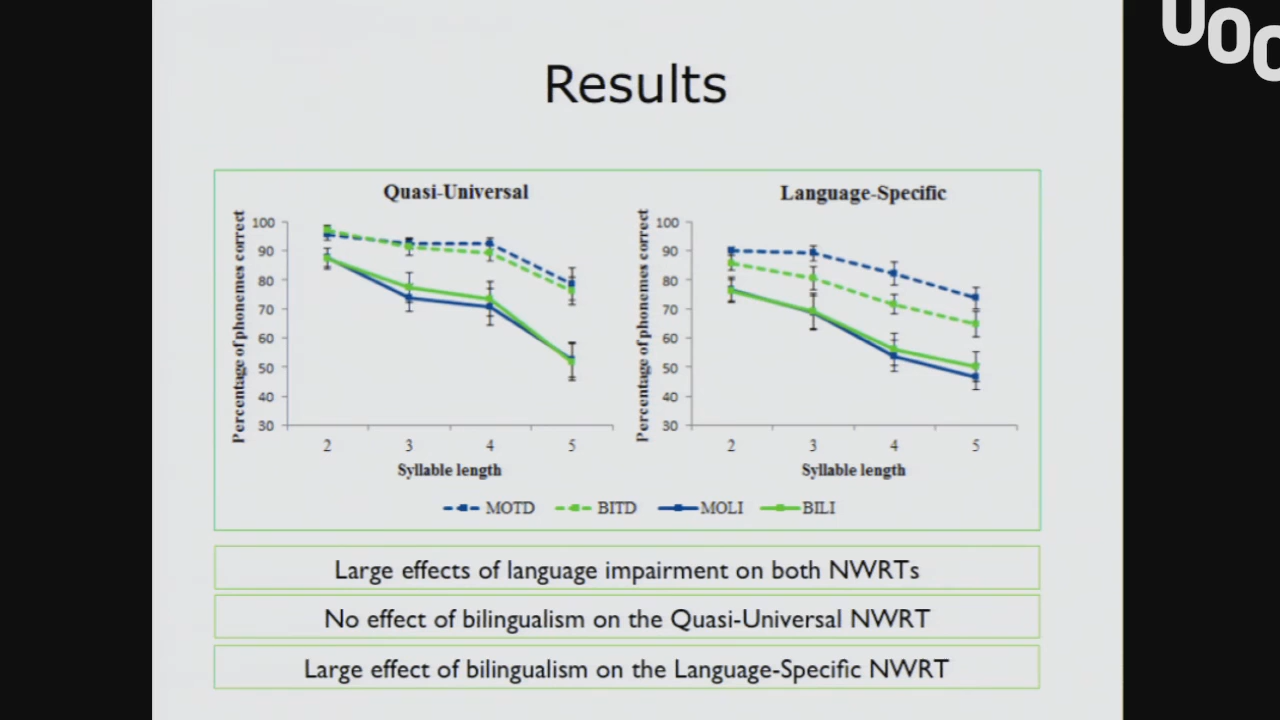 UOC
Results
Quasi-Universal
Language-Specific
Percentage of phonemes correct
100
90
80
70
60
50
40
30
2 3 4 5
Syllable length
Percentage of phonemes correct
100
90
80
70
60
50
40
30
2 3 4 5
Syllable length
MOTD BITD MOLI BILI
Large effects of language impairment on both NWRTs
No effect of bilingualism on the Quasi-Universal NWRT
Large effect of bilingualism on the Language-Specific NWRT